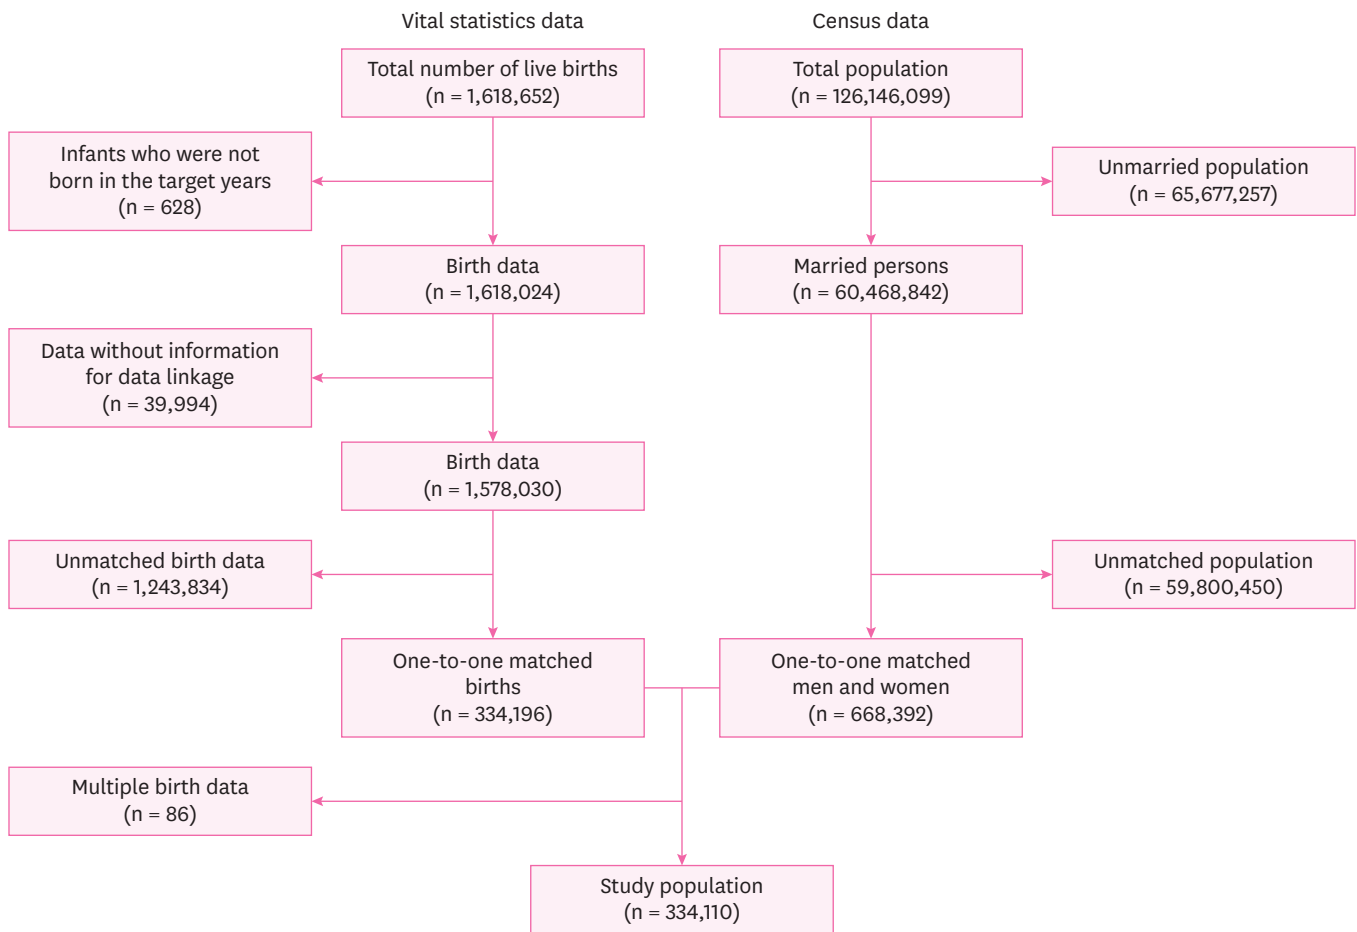 Vital statistics data
Census data
Total number of live births
(n = 1,618,652)
Total population
(n = 126,146,099)
Infants who were not
born in the target years
(n = 628)
Unmarried population
(n = 65,677,257)
Birth data
(n = 1,618,024)
Married persons
(n = 60,468,842)
Data without information
for data linkage
(n = 39,994)
Birth data
(n = 1,578,030)
Unmatched birth data
(n = 1,243,834)
Unmatched population
(n = 59,800,450)
One-to-one matched
births
(n = 334,196)
One-to-one matched
men and women
(n = 668,392)
Multiple birth data
(n = 86)
Study population
(n = 334,110)